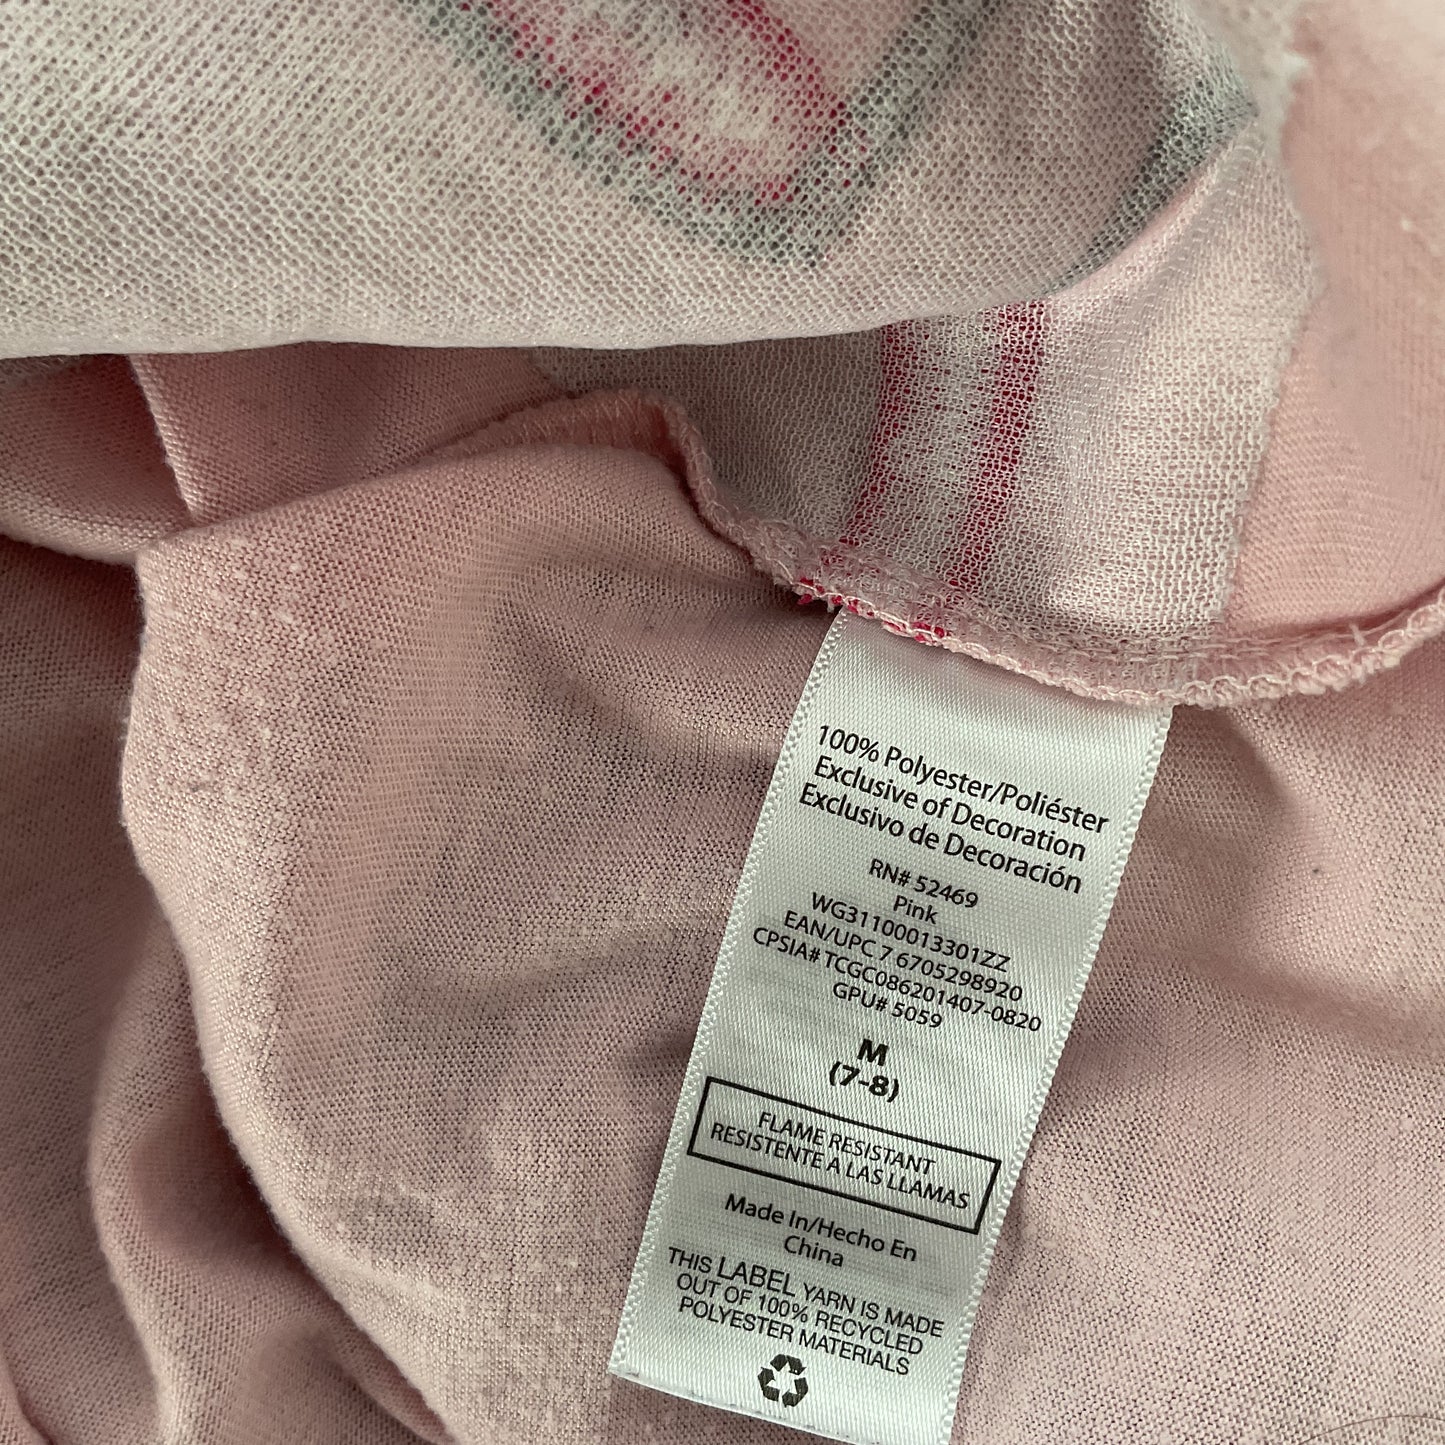 100% Polyester/Poliéster
Exclusive of Decoration
Exclusivo de Decoración
RN# 52469
Pink
WG31100013301ZZ
EAN/UPC 7 6705298920
CPSIA# TCGC086201407-0820
GPU# 5059
M
(7-8)
FLAME RESISTANT
RESISTENTE A LAS LLAMAS
Made In/Hecho En
China
THIS LABEL YARN IS MADE
OUT OF 100% RECYCLED
POLYESTER MATERIALS